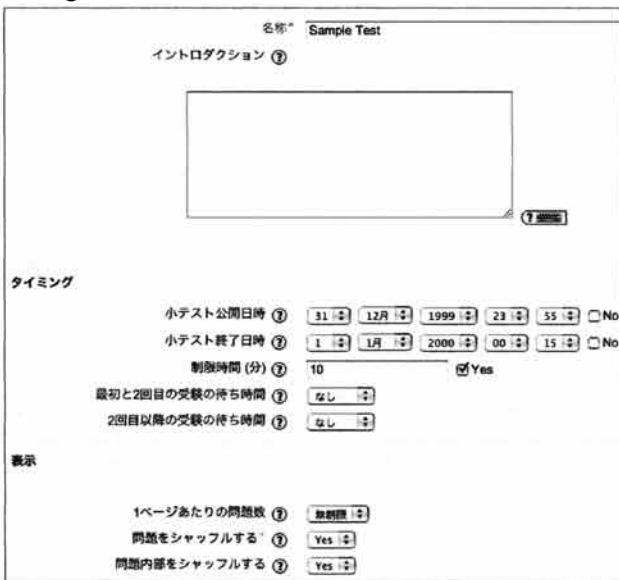 名称* Sample Test
イントロダクション ?
?
タイミング
小テスト公開日時 ? 31 12月 1999 23 55 No
小テスト終了日時 ? 1 1月 2000 00 15 No
制限時間 (分) ? 10 Yes
最初と2回目の受験の待ち時間 ? なし
2回目以降の受験の待ち時間 ? なし
表示
1ページあたりの問題数 ? 無制限
問題をシャッフルする* ? Yes
問題内部をシャッフルする ? Yes